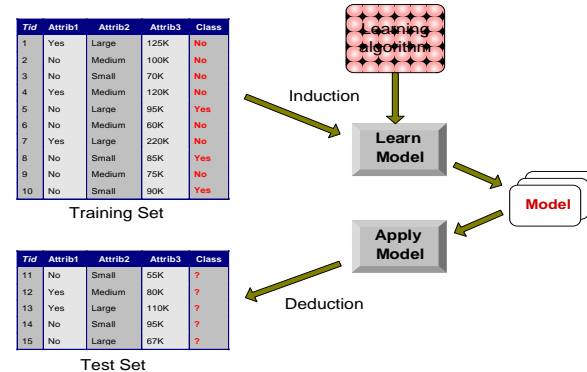 Tid Attrib1 Attrib2 Attrib3 Class
1 Yes Large 125K No
2 No Medium 100K No
3 No Small 70K No
4 Yes Medium 120K No
5 No Large 95K Yes
6 No Medium 60K No
7 Yes Large 220K No
8 No Small 85K Yes
9 No Medium 75K No
10 No Small 90K Yes
Training Set
Learning
algorithm
Induction
Learn
Model
Model
Apply
Model
Deduction
Tid Attrib1 Attrib2 Attrib3 Class
11 No Small 55K ?
12 Yes Medium 80K ?
13 Yes Large 110K ?
14 No Small 95K ?
15 No Large 67K ?
Test Set